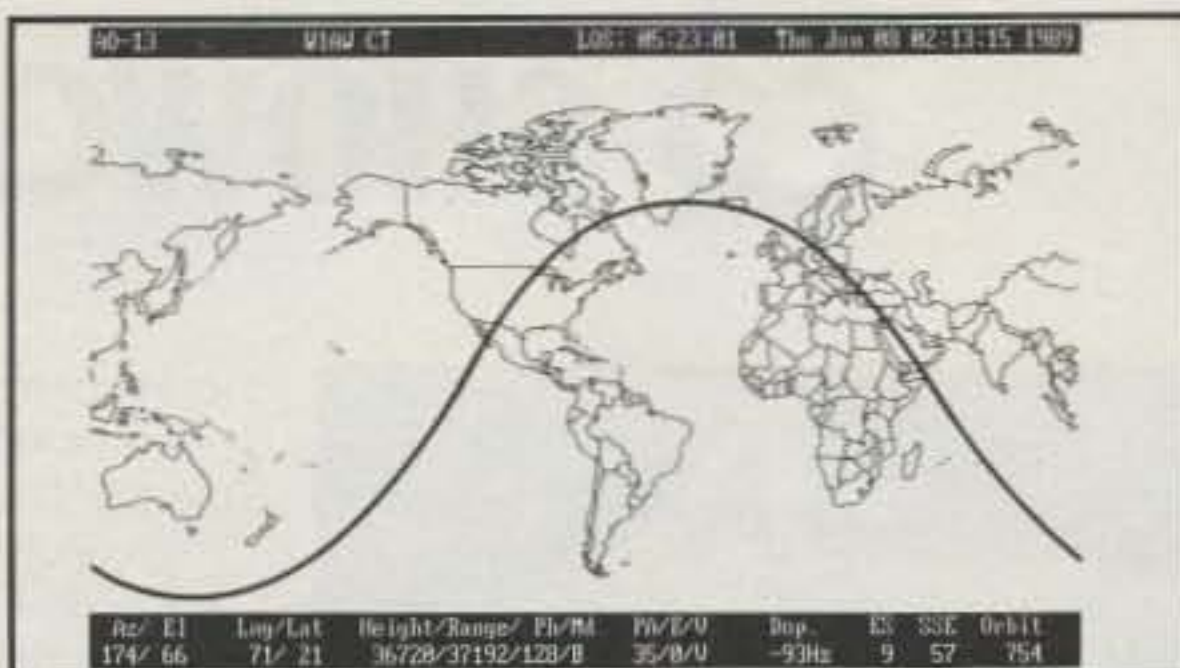 AO-13 W1AW CT LOS: 05:23:01 Thu Jun 08 02:13:15 1989
Az/ El Lng/Lat Height/Range/ Ph/Md PA/E/V Dop. ES SSE Orbit
174/ 66 71/ 21 36720/37192/128/B 35/0/V -93Hz 9 57 754